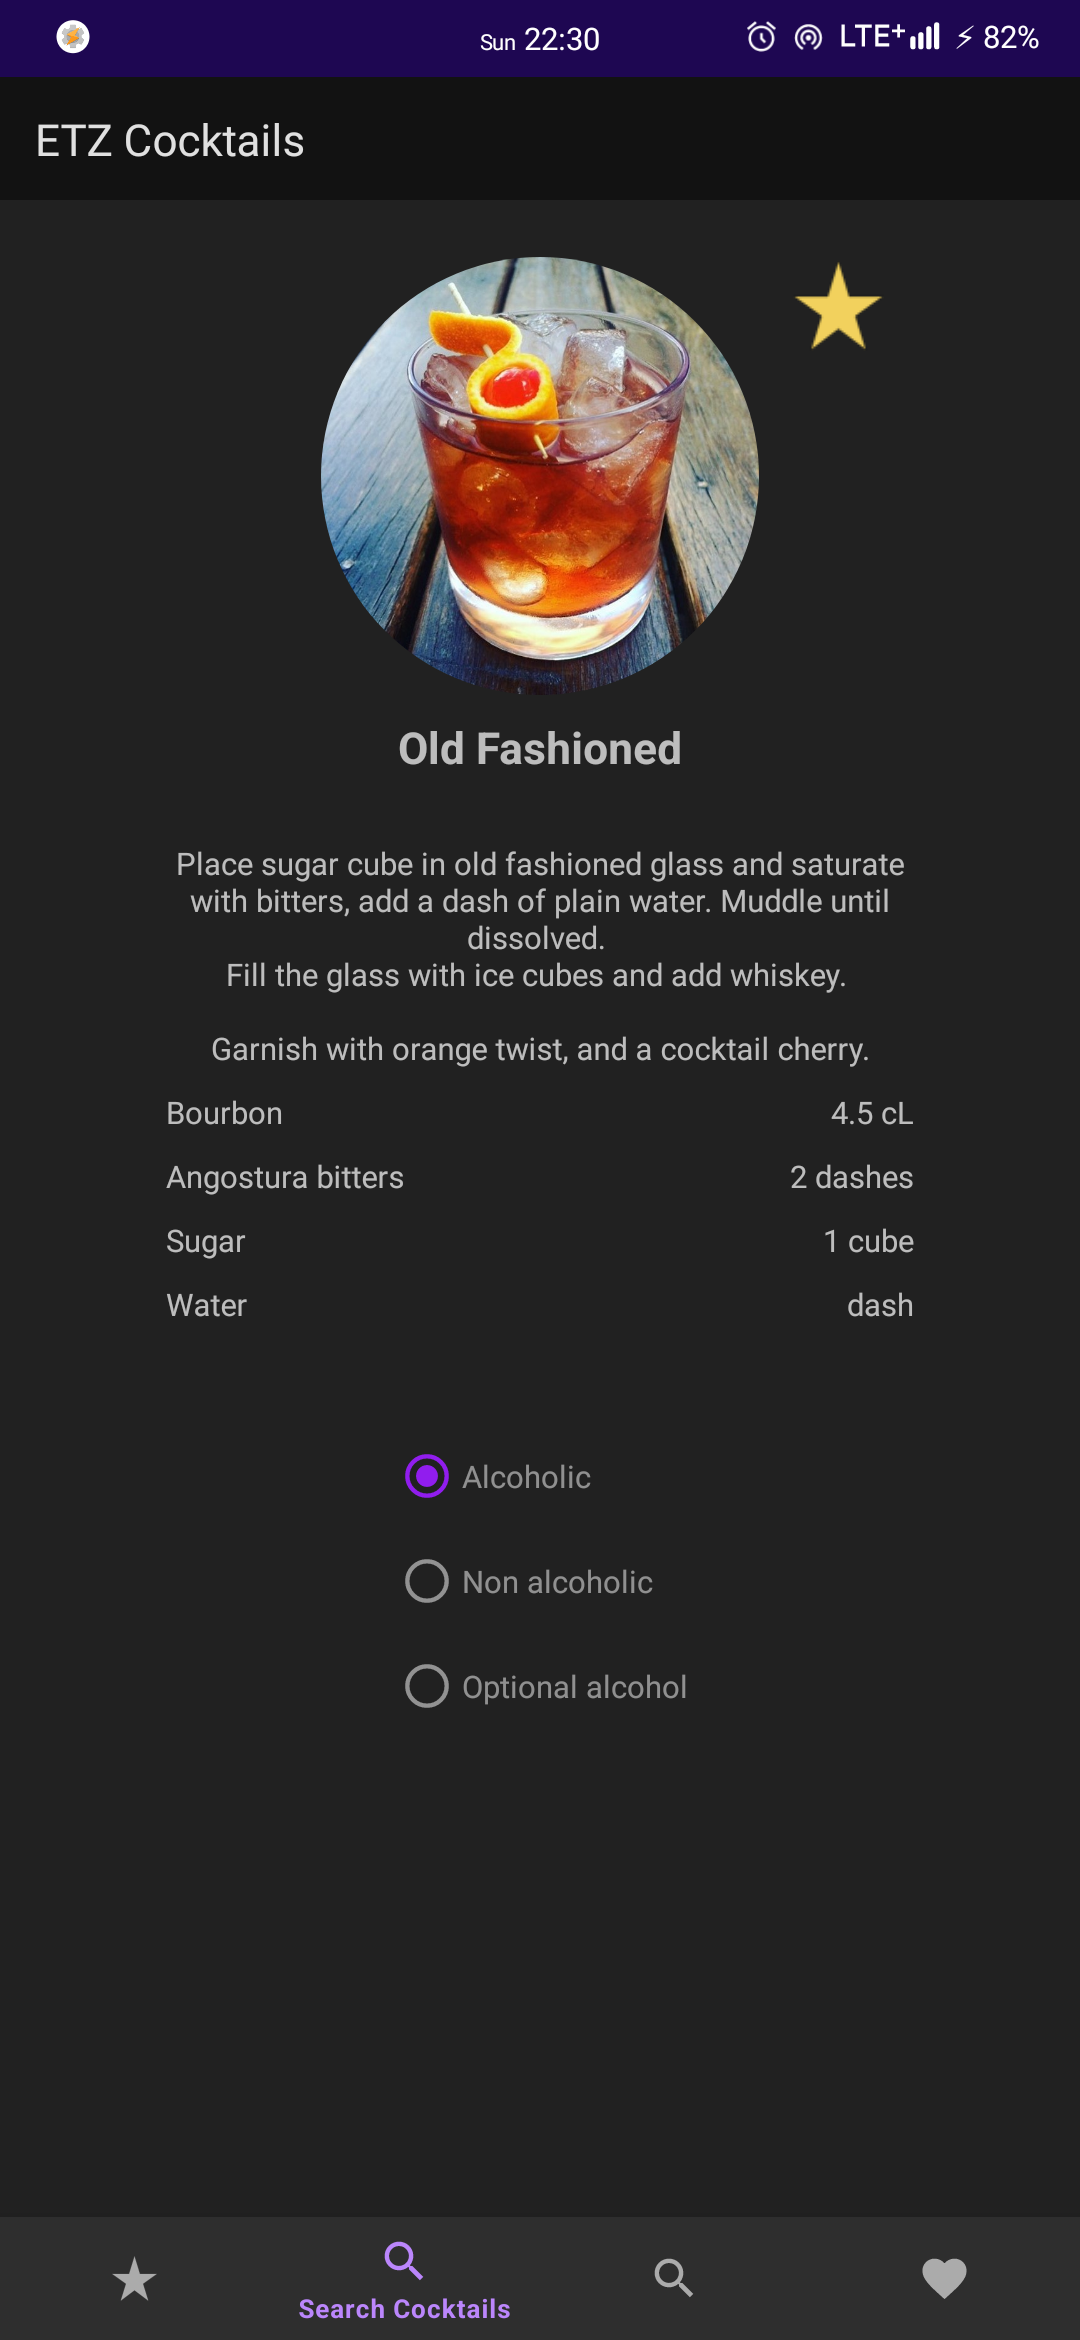 Sun 22:30
LTE+ 82%
ETZ Cocktails
Old Fashioned
Place sugar cube in old fashioned glass and saturate
with bitters, add a dash of plain water. Muddle until
dissolved.
Fill the glass with ice cubes and add whiskey.
Garnish with orange twist, and a cocktail cherry.
Bourbon 4.5 cL
Angostura bitters 2 dashes
Sugar 1 cube
Water dash
Alcoholic
Non alcoholic
Optional alcohol
Search Cocktails